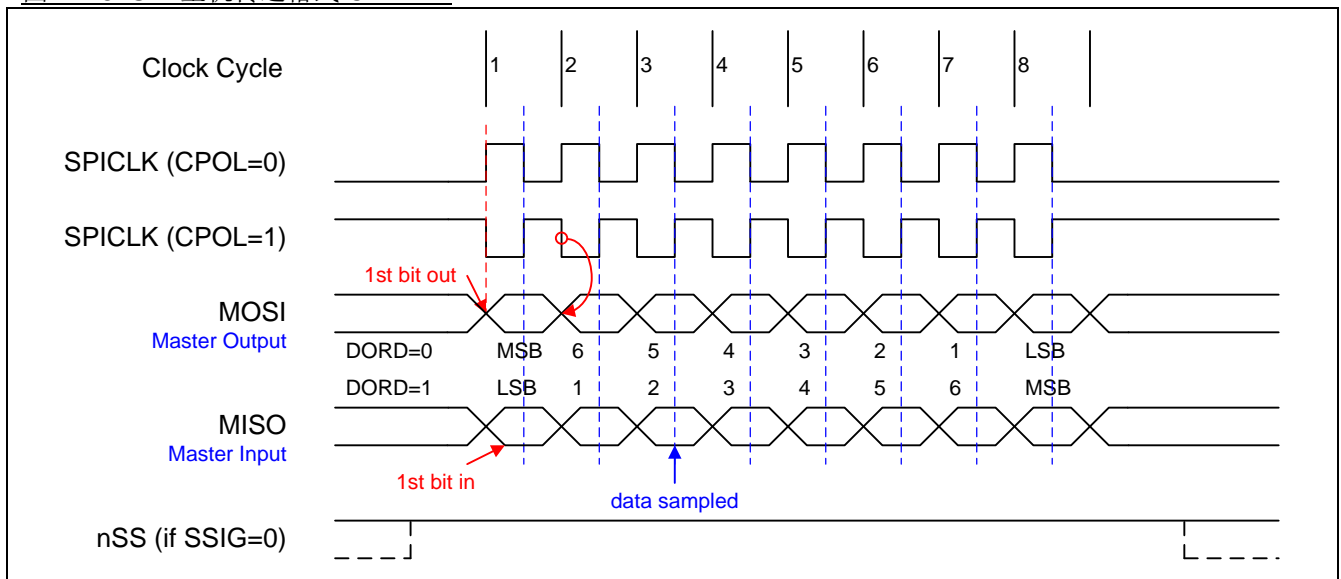 Clock Cycle
1 2 3 4 5 6 7 8
SPICLK (CPOL=0)
SPICLK (CPOL=1)
1st bit out
MOSI
Master Output
DORD=0 MSB 6 5 4 3 2 1 LSB
DORD=1 LSB 1 2 3 4 5 6 MSB
MISO
Master Input
1st bit in
data sampled
nSS (if SSIG=0)